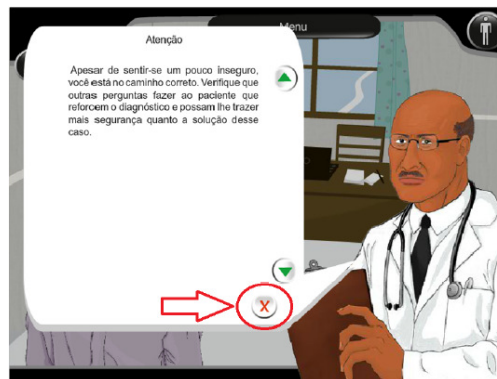 Menu
Atenção
Apesar de sentir-se um pouco inseguro,
você está no caminho correto. Verifique que
outras perguntas fazer ao paciente que
reforcem o diagnóstico e possam lhe trazer
mais segurança quanto a solução desse
caso.
X